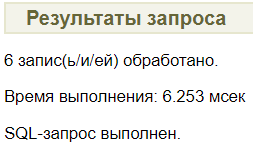 Результаты запроса
6 запис(ь/и/ей) обработано.
Время выполнения: 6.253 мсек
SQL-запрос выполнен.